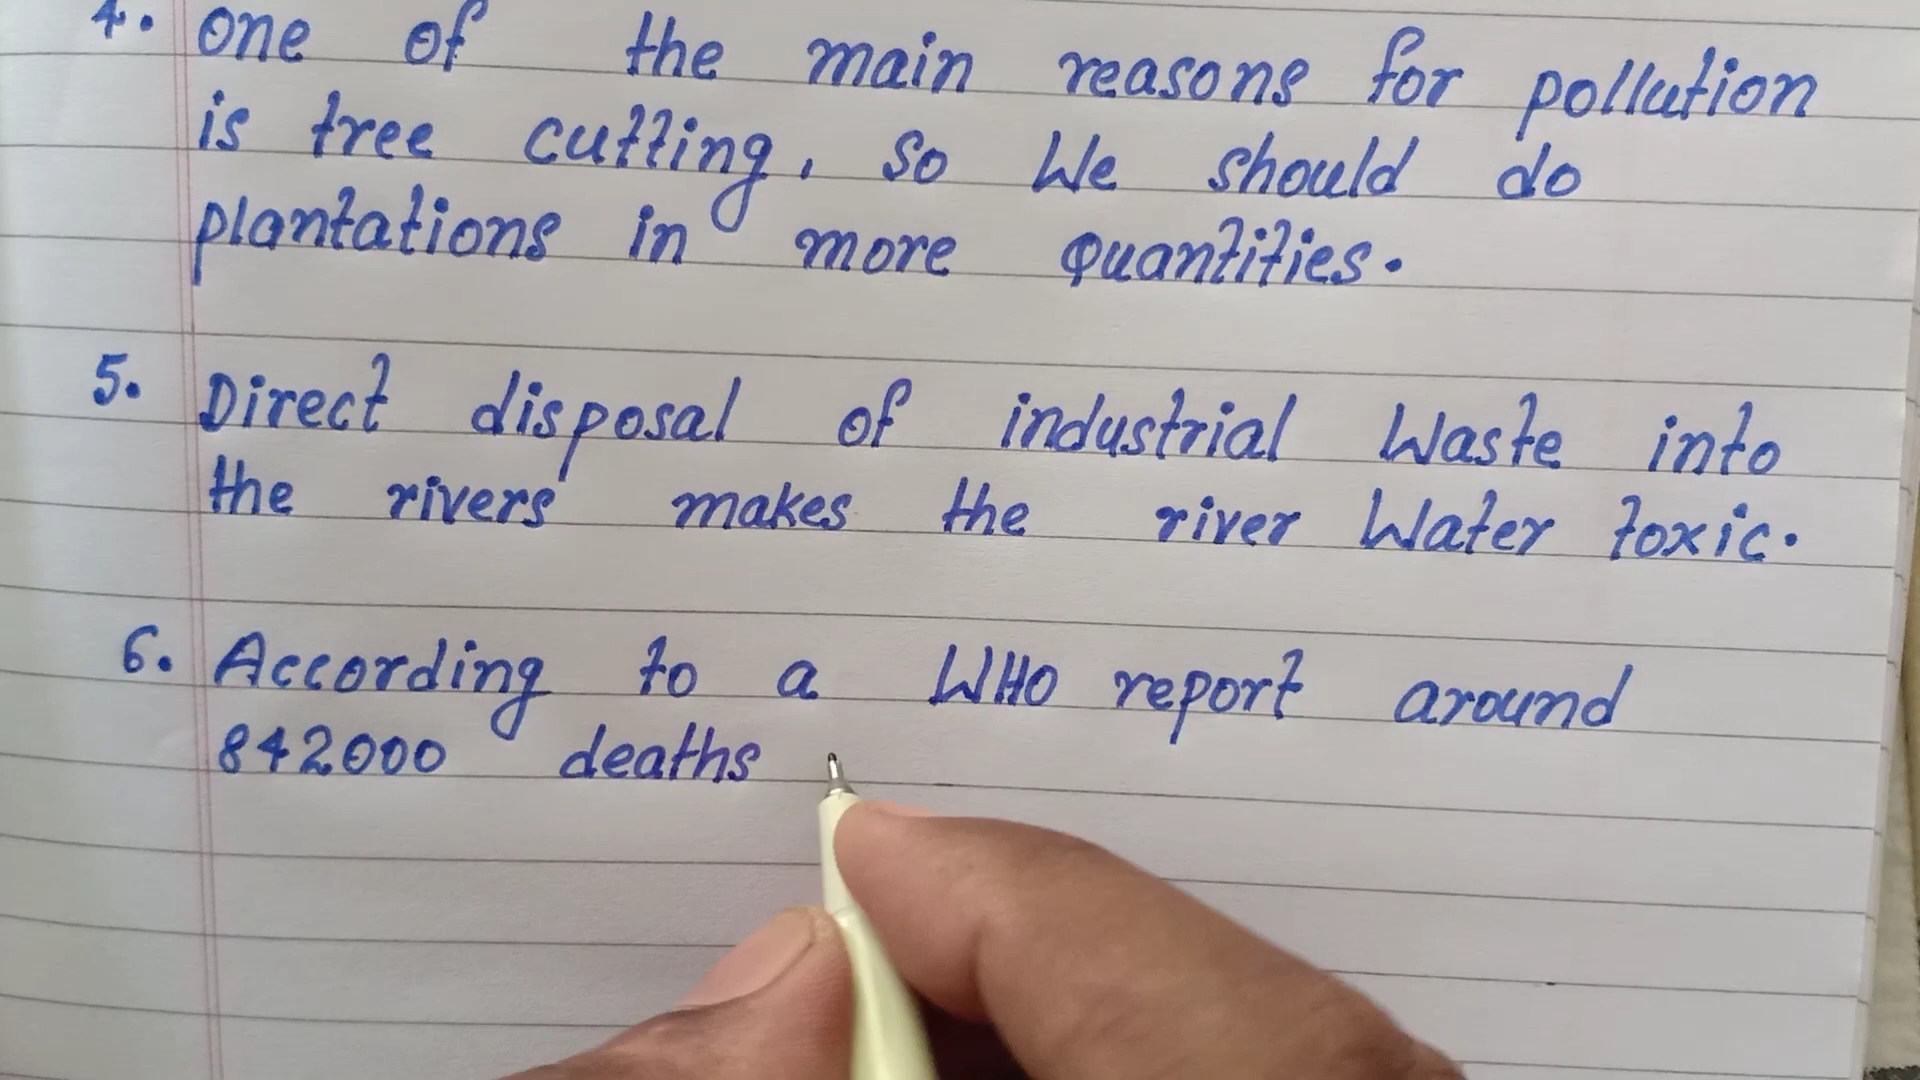 4. one of the main reasons for pollution
is tree cutting, so We should do
plantations in more Quantities.
5. Direct disposal of industrial Waste into
the rivers makes the river Water toxic.
6. According to a WHO report around
842000 deaths